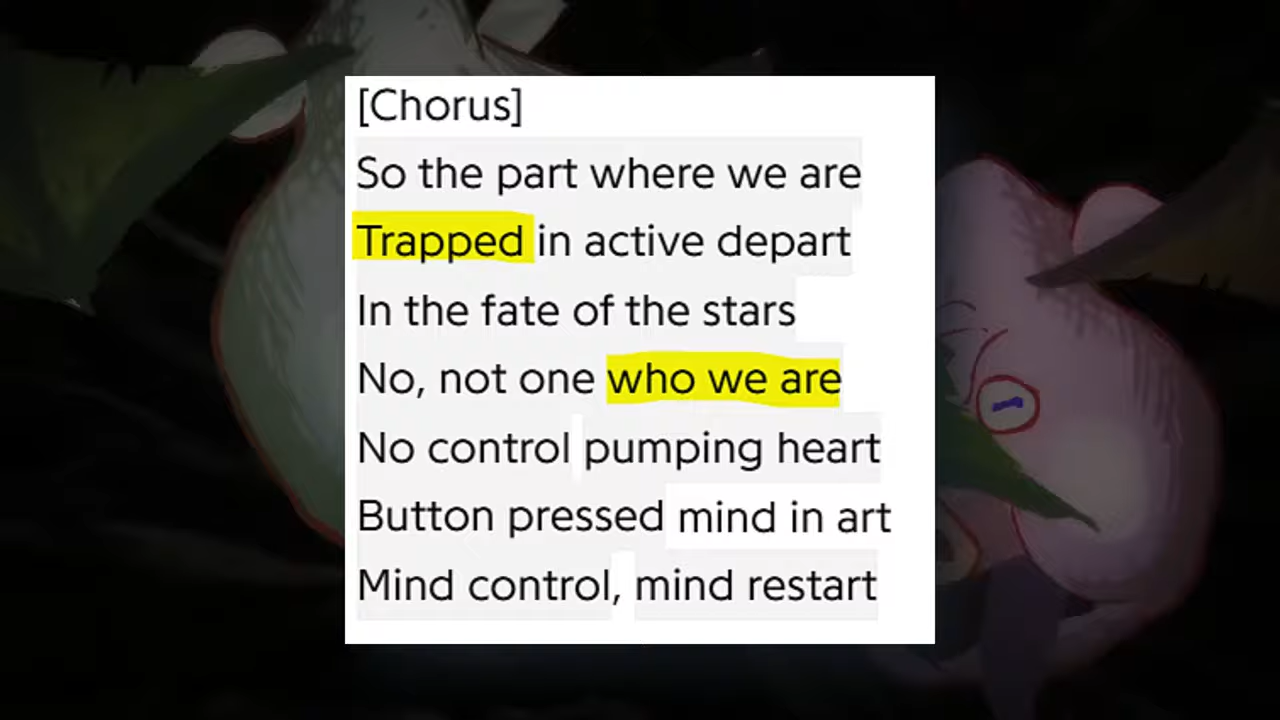 [Chorus]
So the part where we are
Trapped in active depart
In the fate of the stars
No, not one who we are
No control pumping heart
Button pressed mind in art
Mind control, mind restart